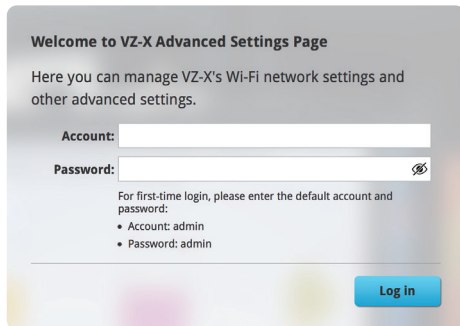 Welcome to VZ-X Advanced Settings Page
Here you can manage VZ-X's Wi-Fi network settings and
other advanced settings.
Account:
Password:
For first-time login, please enter the default account and
password:
• Account: admin
• Password: admin
Log in